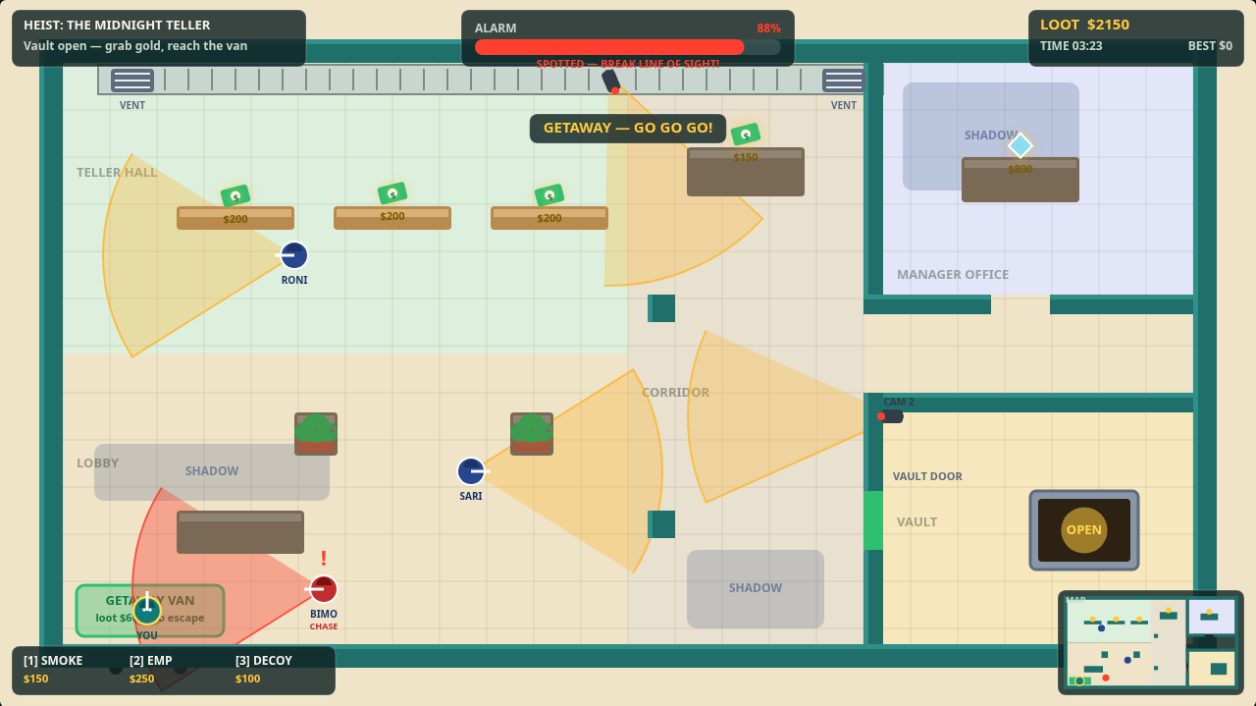 HEIST: THE MIDNIGHT TELLER
Vault open — grab gold, reach the van
ALARM
88%
SPOTTED — BREAK LINE OF SIGHT!
LOOT $2150
TIME 03:23
BEST $0
VENT
VENT
GETAWAY — GO GO GO!
SHADOW
$150
$800
TELLER HALL
$200
$200
$200
RONI
MANAGER OFFICE
CORRIDOR
CAM 2
LOBBY
SHADOW
SARI
VAULT DOOR
VAULT
OPEN
!
SHADOW
BIMO
CHASE
VAN
escape
YOU
[1] SMOKE
[2] EMP
[3] DECOY
$150
$250
$100
MAP